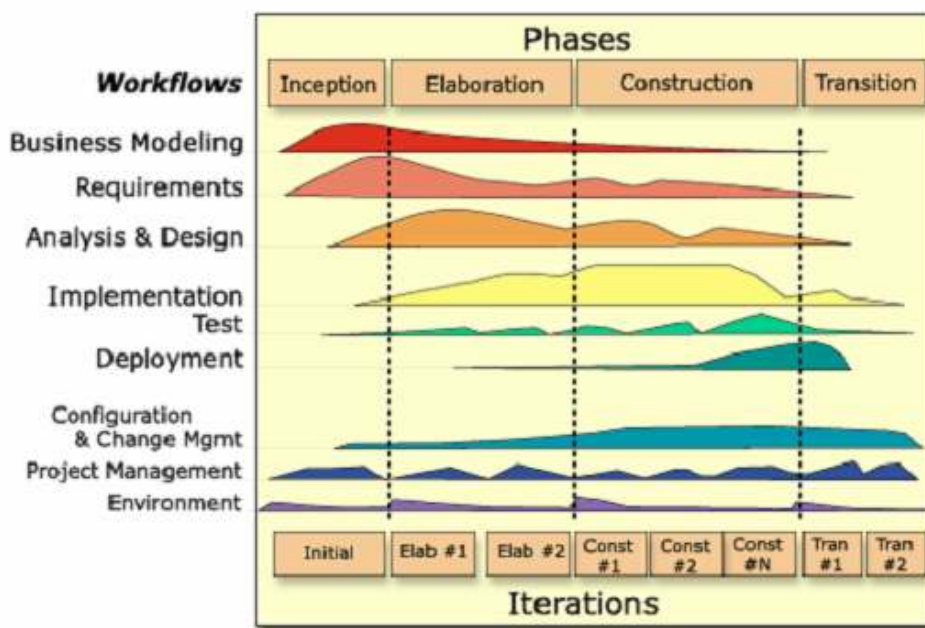 Phases
Workflows
Inception
Elaboration
Construction
Transition
Business Modeling
Requirements
Analysis & Design
Implementation
Test
Deployment
Configuration
& Change Mgmt
Project Management
Environment
Initial
Elab #1
Elab #2
Const
#1
Const
#2
Const
#N
Tran
#1
Tran
#2
Iterations